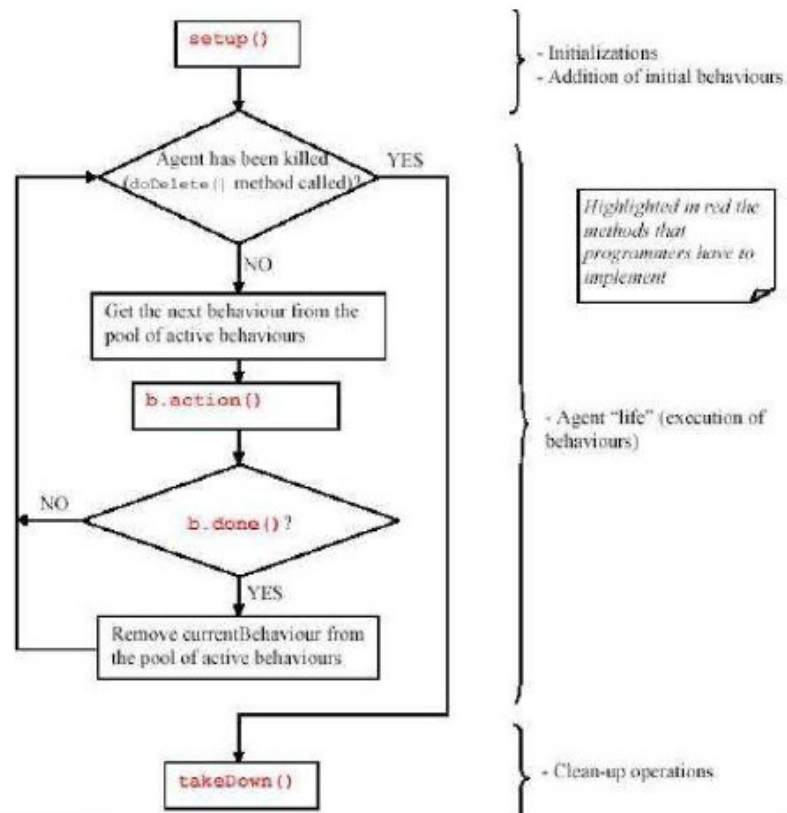 setup()
- Initializations
- Addition of initial behaviours
Agent has been killed
(doDelete() method called)?
YES
Highlighted in red the
methods that
programmers have to
implement
NO
Get the next behaviour from the
pool of active behaviours
b.action()
- Agent “life” (execution of
behaviours)
NO
b.done()?
YES
Remove currentBehaviour from
the pool of active behaviours
takeDown()
- Clean-up operations